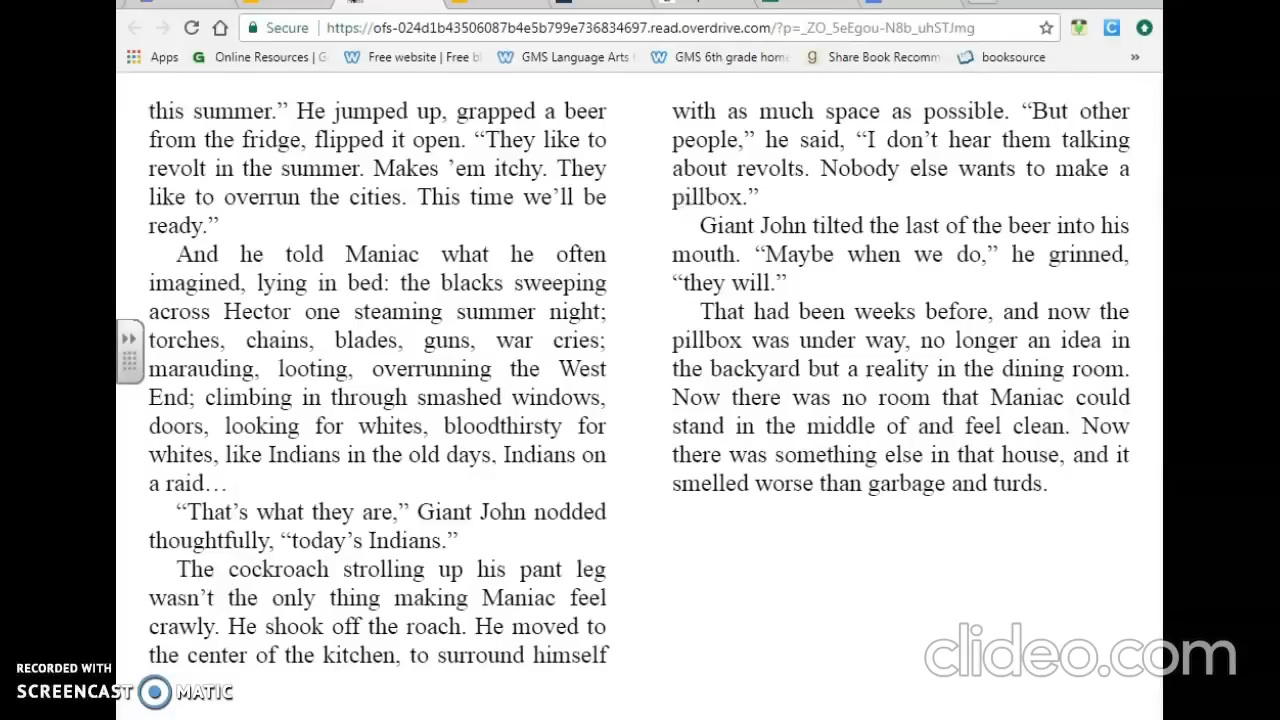 Secure
https://ofs-024d1b43506087b4e5b799e736834697.read.overdrive.com/?p=_ZO_5eEgou-N8b_uhSTJmg
Apps
Online Resources | G
Free website | Free bl
GMS Language Arts
GMS 6th grade home
Share Book Recomm
booksource
»
this summer.” He jumped up, grapped a beer
from the fridge, flipped it open. “They like to
revolt in the summer. Makes ’em itchy. They
like to overrun the cities. This time we’ll be
ready.”
And he told Maniac what he often
imagined, lying in bed: the blacks sweeping
across Hector one steaming summer night;
torches, chains, blades, guns, war cries;
marauding, looting, overrunning the West
End; climbing in through smashed windows,
doors, looking for whites, bloodthirsty for
whites, like Indians in the old days, Indians on
a raid…
“That’s what they are,” Giant John nodded
thoughtfully, “today’s Indians.”
The cockroach strolling up his pant leg
wasn’t the only thing making Maniac feel
crawly. He shook off the roach. He moved to
the center of the kitchen, to surround himself
with as much space as possible. “But other
people,” he said, “I don’t hear them talking
about revolts. Nobody else wants to make a
pillbox.”
Giant John tilted the last of the beer into his
mouth. “Maybe when we do,” he grinned,
“they will.”
That had been weeks before, and now the
pillbox was under way, no longer an idea in
the backyard but a reality in the dining room.
Now there was no room that Maniac could
stand in the middle of and feel clean. Now
there was something else in that house, and it
smelled worse than garbage and turds.
RECORDED WITH
SCREENCAST MATIC
clideo.com